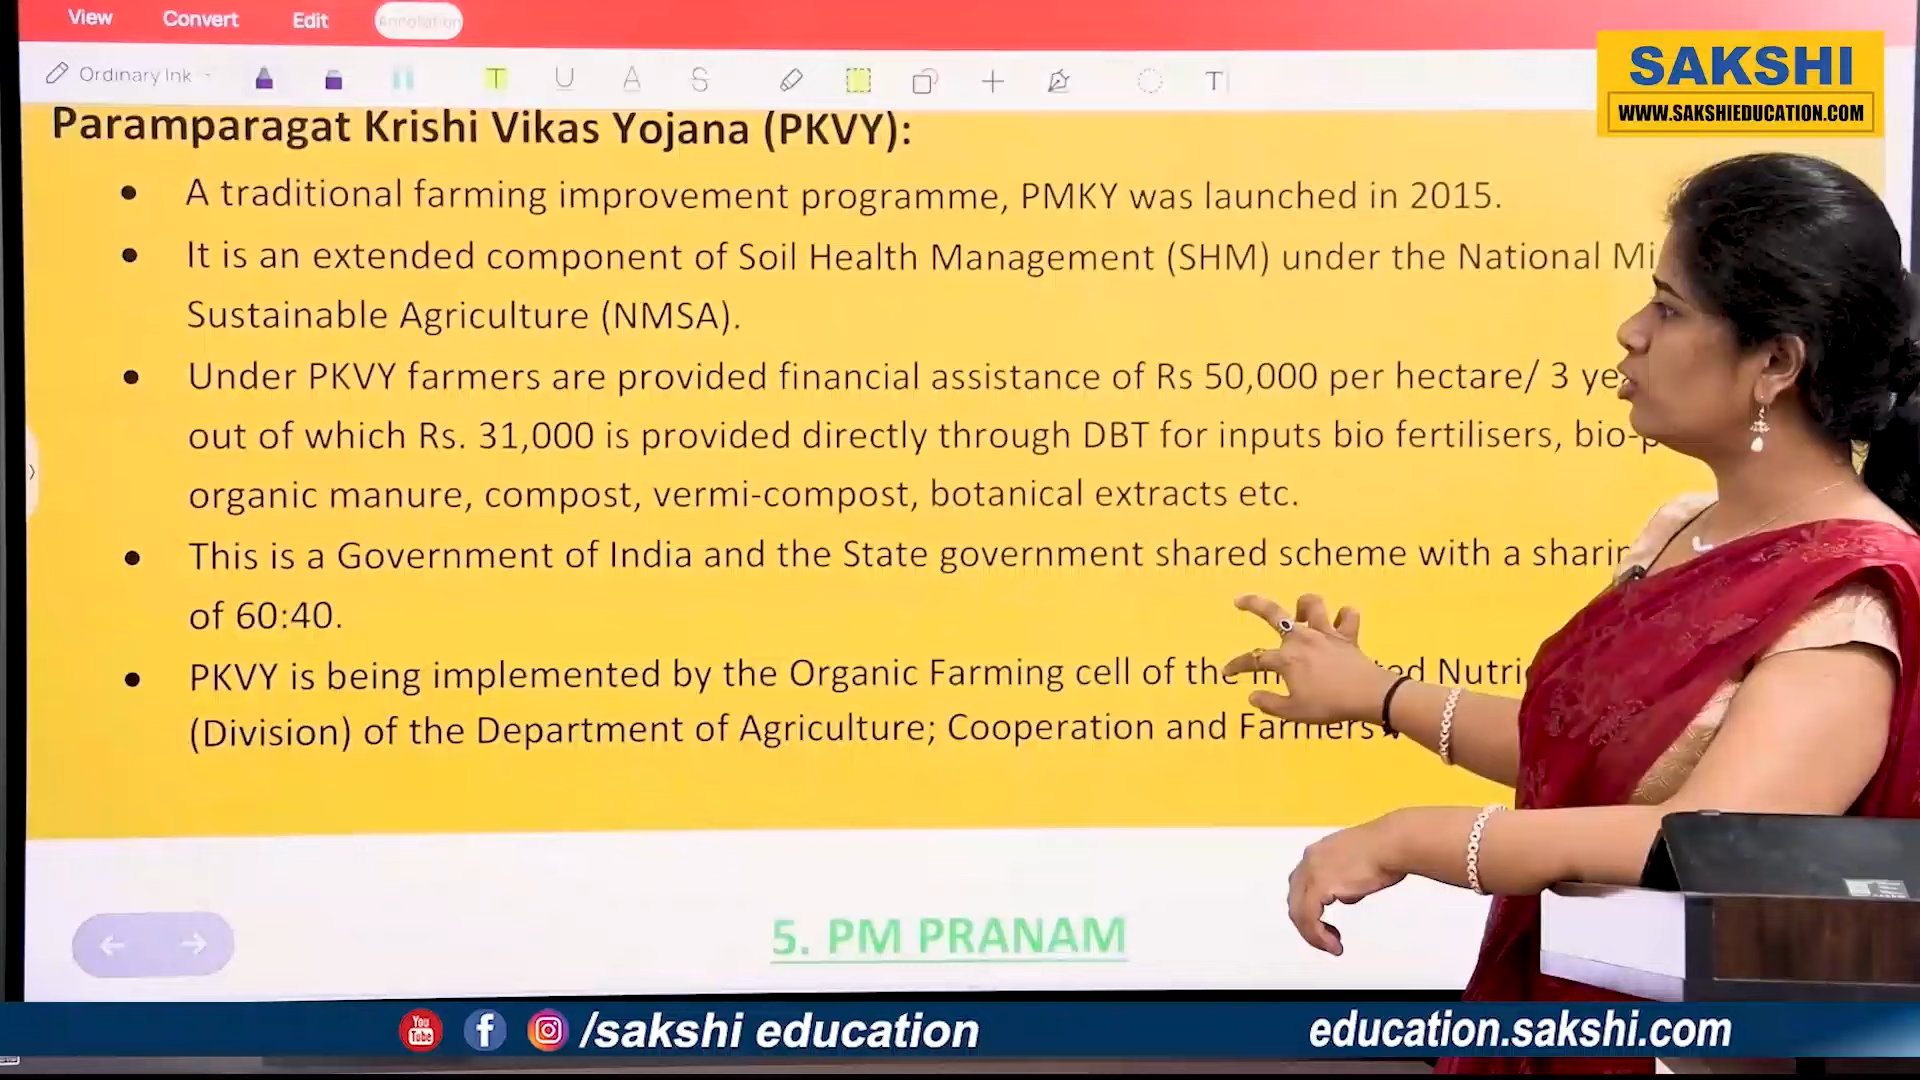 View Convert Edit Annotation
Ordinary Ink
SAKSHI
WWW.SAKSHIEDUCATION.COM
Paramparagat Krishi Vikas Yojana (PKVY):
• A traditional farming improvement programme, PMKY was launched in 2015.
• It is an extended component of Soil Health Management (SHM) under the National
Sustainable Agriculture (NMSA).
• Under PKVY farmers are provided financial assistance of Rs 50,000 per hectare/ 3
out of which Rs. 31,000 is provided directly through DBT for inputs bio fertilisers,
organic manure, compost, vermi-compost, botanical extracts etc.
• This is a Government of India and the State government shared scheme with a
of 60:40.
• PKVY is being implemented by the Organic Farming cell of the
(Division) of the Department of Agriculture; Cooperation and Farmers
5. PM PRANAM
You Tube /sakshi education
education.sakshi.com